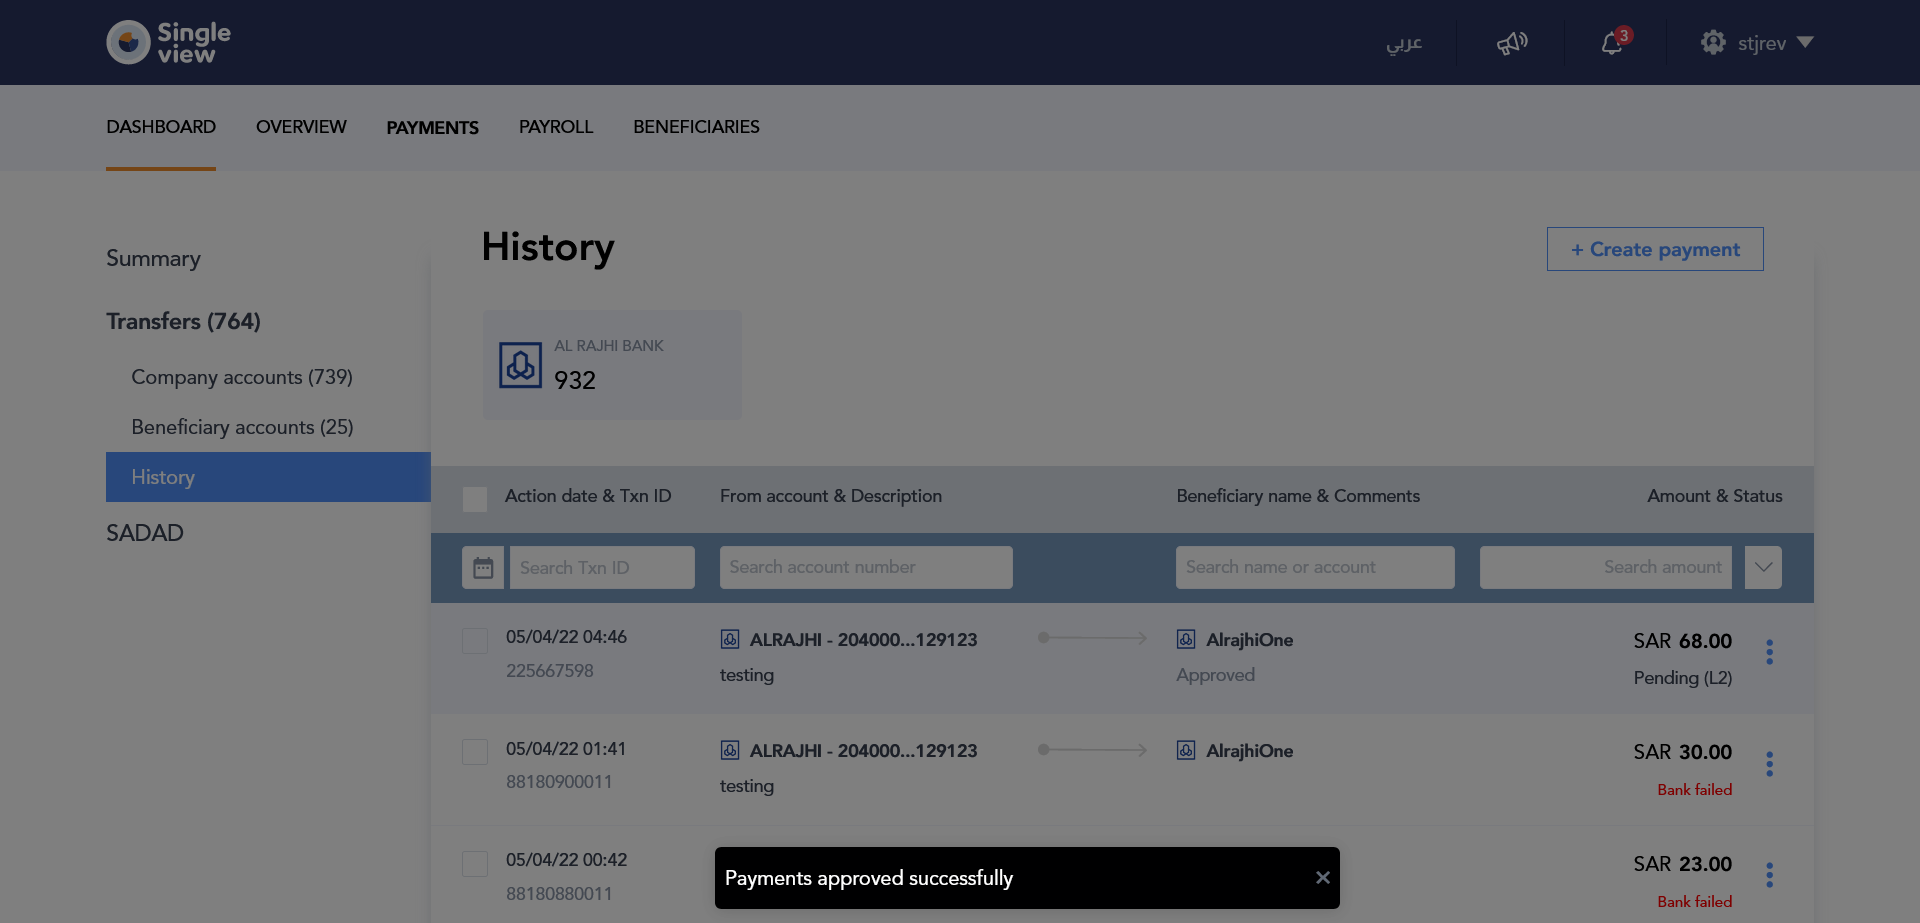 Single
view
عربي
3
stjrev
DASHBOARD
OVERVIEW
PAYMENTS
PAYROLL
BENEFICIARIES
Summary
Transfers (764)
Company accounts (739)
Beneficiary accounts (25)
History
SADAD
History
+ Create payment
AL RAJHI BANK
932
Action date & Txn ID
From account & Description
Beneficiary name & Comments
Amount & Status
Search Txn ID
Search account number
Search name or account
Search amount
05/04/22 04:46
225667598
ALRAJHI - 204000...129123
testing
AlrajhiOne
Approved
SAR 68.00
Pending (L2)
05/04/22 01:41
88180900011
ALRAJHI - 204000...129123
testing
AlrajhiOne
SAR 30.00
Bank failed
05/04/22 00:42
88180880011
SAR 23.00
Bank failed
Payments approved successfully